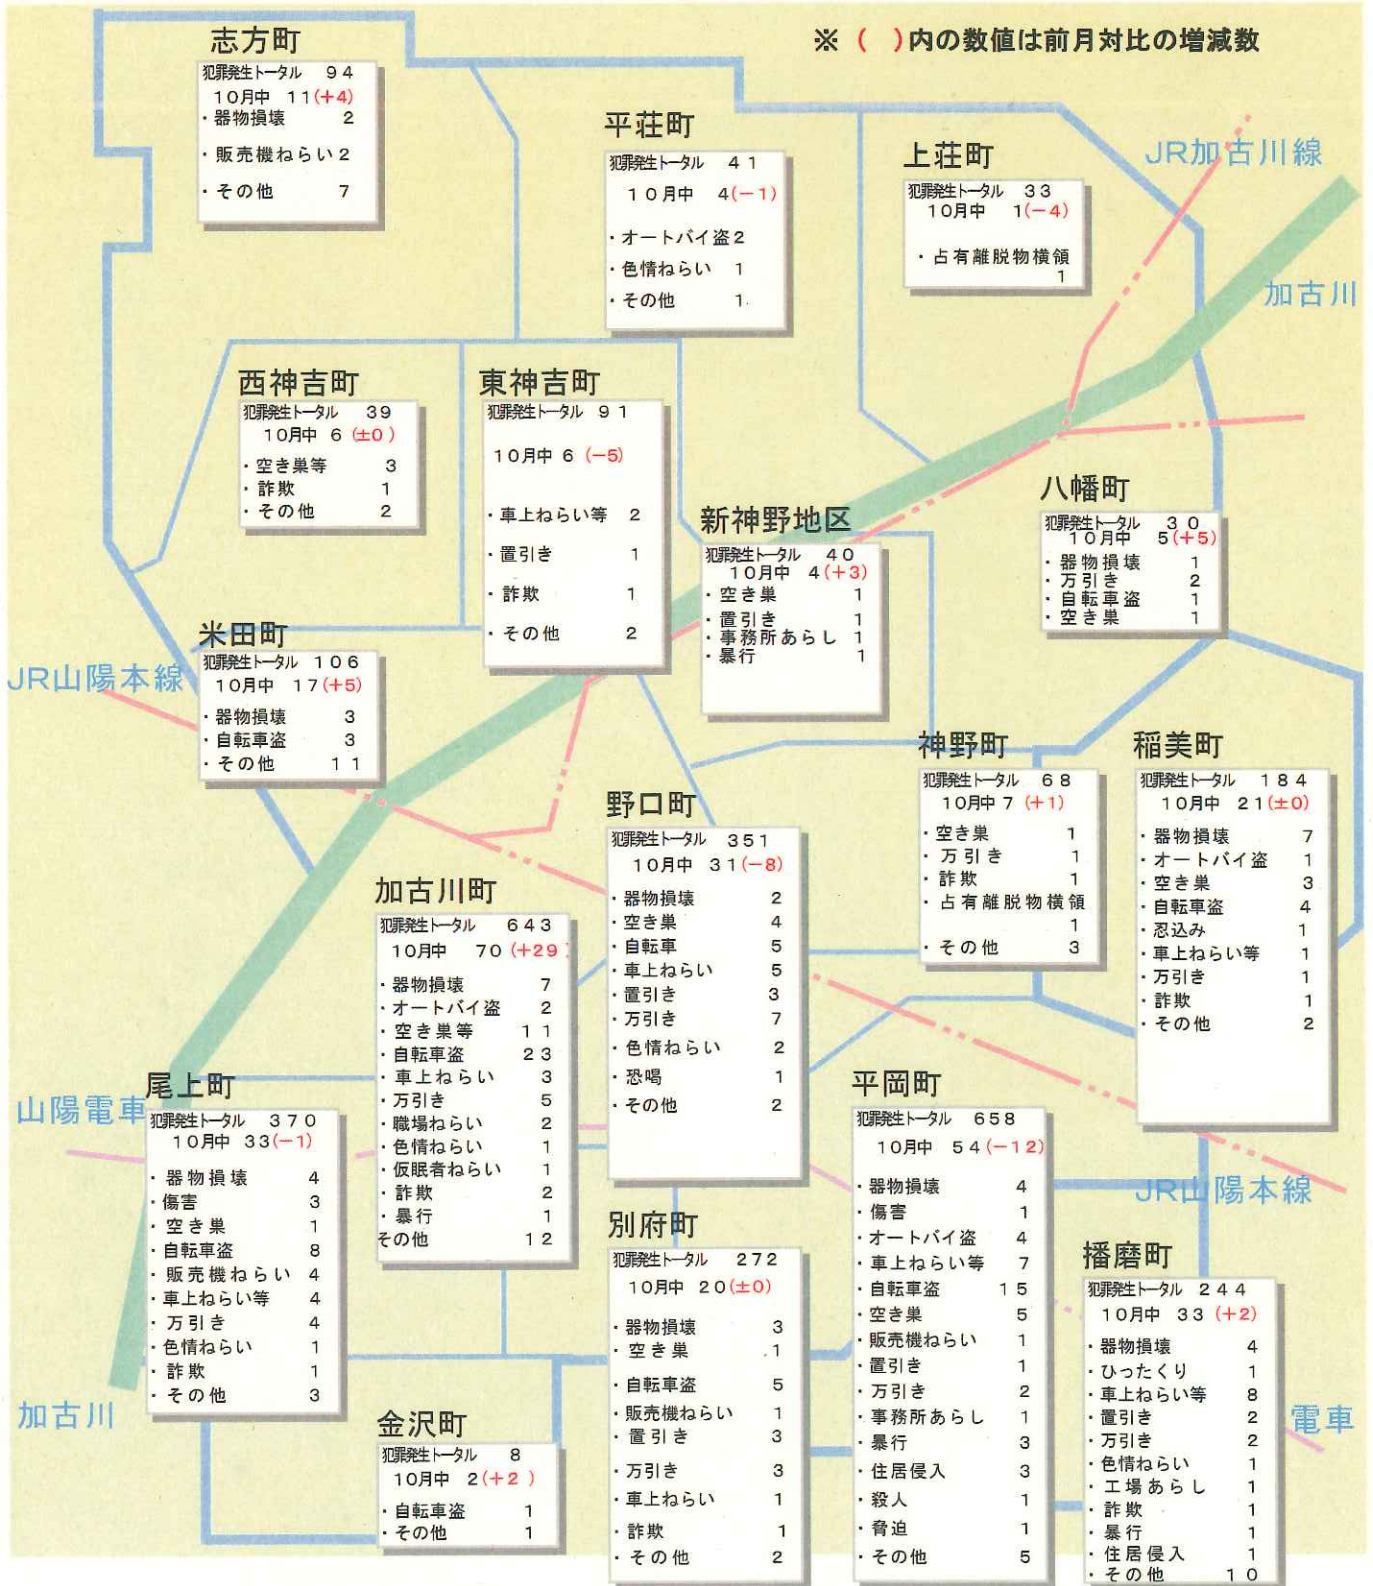 ※（ ）内の数値は前月対比の増減数
志方町
犯罪発生トータル 94
10月中 11(+4)
・器物損壊 2
・販売機ねらい 2
・その他 7
平荘町
犯罪発生トータル 41
10月中 4(-1)
・オートバイ盗 2
・色情ねらい 1
・その他 1
上荘町
犯罪発生トータル 33
10月中 1(-4)
・占有離脱物横領
1
JR加古川線
加古川
西神吉町
犯罪発生トータル 39
10月中 6 (±0)
・空き巣等 3
・詐欺 1
・その他 2
東神吉町
犯罪発生トータル 91
10月中 6 (-5)
・車上ねらい等 2
・置引き 1
・詐欺 1
・その他 2
新神野地区
犯罪発生トータル 40
10月中 4(+3)
・空き巣 1
・置引き 1
・事務所あらし 1
・暴行 1
八幡町
犯罪発生トータル 30
10月中 5(+5)
・器物損壊 1
・万引き 2
・自転車盗 1
・空き巣 1
米田町
犯罪発生トータル 106
10月中 17(+5)
・器物損壊 3
・自転車盗 3
・その他 11
JR山陽本線
神野町
犯罪発生トータル 68
10月中 7 (+1)
・空き巣 1
・万引き 1
・詐欺 1
・占有離脱物横領
1
・その他 3
稲美町
犯罪発生トータル 184
10月中 21(±0)
・器物損壊 7
・オートバイ盗 1
・空き巣 3
・自転車盗 4
・忍込み 1
・車上ねらい等 1
・万引き 1
・詐欺 1
・その他 2
野口町
犯罪発生トータル 351
10月中 31(-8)
・器物損壊 2
・空き巣 4
・自転車 5
・車上ねらい 5
・置引き 3
・万引き 7
・色情ねらい 2
・恐喝 1
・その他 2
加古川町
犯罪発生トータル 643
10月中 70 (+29)
・器物損壊 7
・オートバイ盗 2
・空き巣等 11
・自転車盗 23
・車上ねらい 3
・万引き 5
・職場ねらい 2
・色情ねらい 1
・仮眠者ねらい 1
・詐欺 2
・暴行 1
その他 12
山陽電車
尾上町
犯罪発生トータル 370
10月中 33(-1)
・器物損壊 4
・傷害 3
・空き巣 1
・自転車盗 8
・販売機ねらい 4
・車上ねらい等 4
・万引き 4
・色情ねらい 1
・詐欺 1
・その他 3
加古川
平岡町
犯罪発生トータル 658
10月中 54(-12)
・器物損壊 4
・傷害 1
・オートバイ盗 4
・車上ねらい等 7
・自転車盗 15
・空き巣 5
・販売機ねらい 1
・置引き 1
・万引き 2
・事務所あらし 1
・暴行 3
・住居侵入 3
・殺人 1
・脅迫 1
・その他 5
JR山陽本線
別府町
犯罪発生トータル 272
10月中 20(±0)
・器物損壊 3
・空き巣 1
・自転車盗 5
・販売機ねらい 1
・置引き 3
・万引き 3
・車上ねらい 1
・詐欺 1
・その他 2
播磨町
犯罪発生トータル 244
10月中 33 (+2)
・器物損壊 4
・ひったくり 1
・車上ねらい等 8
・置引き 2
・万引き 2
・色情ねらい 1
・工場あらし 1
・詐欺 1
・暴行 1
・住居侵入 1
・その他 10
電車
金沢町
犯罪発生トータル 8
10月中 2(+2)
・自転車盗 1
・その他 1